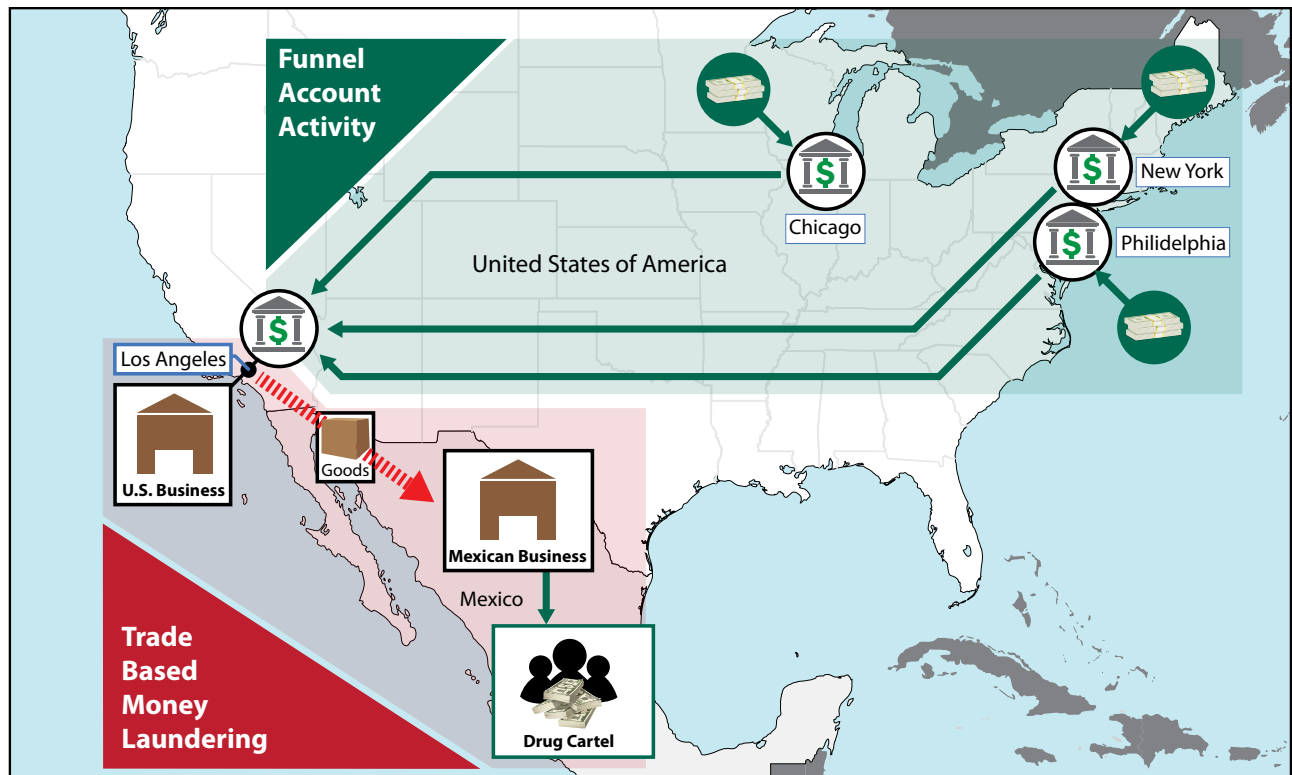 Funnel
Account
Activity
New York
Chicago
Philidelphia
United States of America
Los Angeles
U.S. Business
Goods
Mexican Business
Mexico
Drug Cartel
Trade
Based
Money
Laundering
$
$
$
$